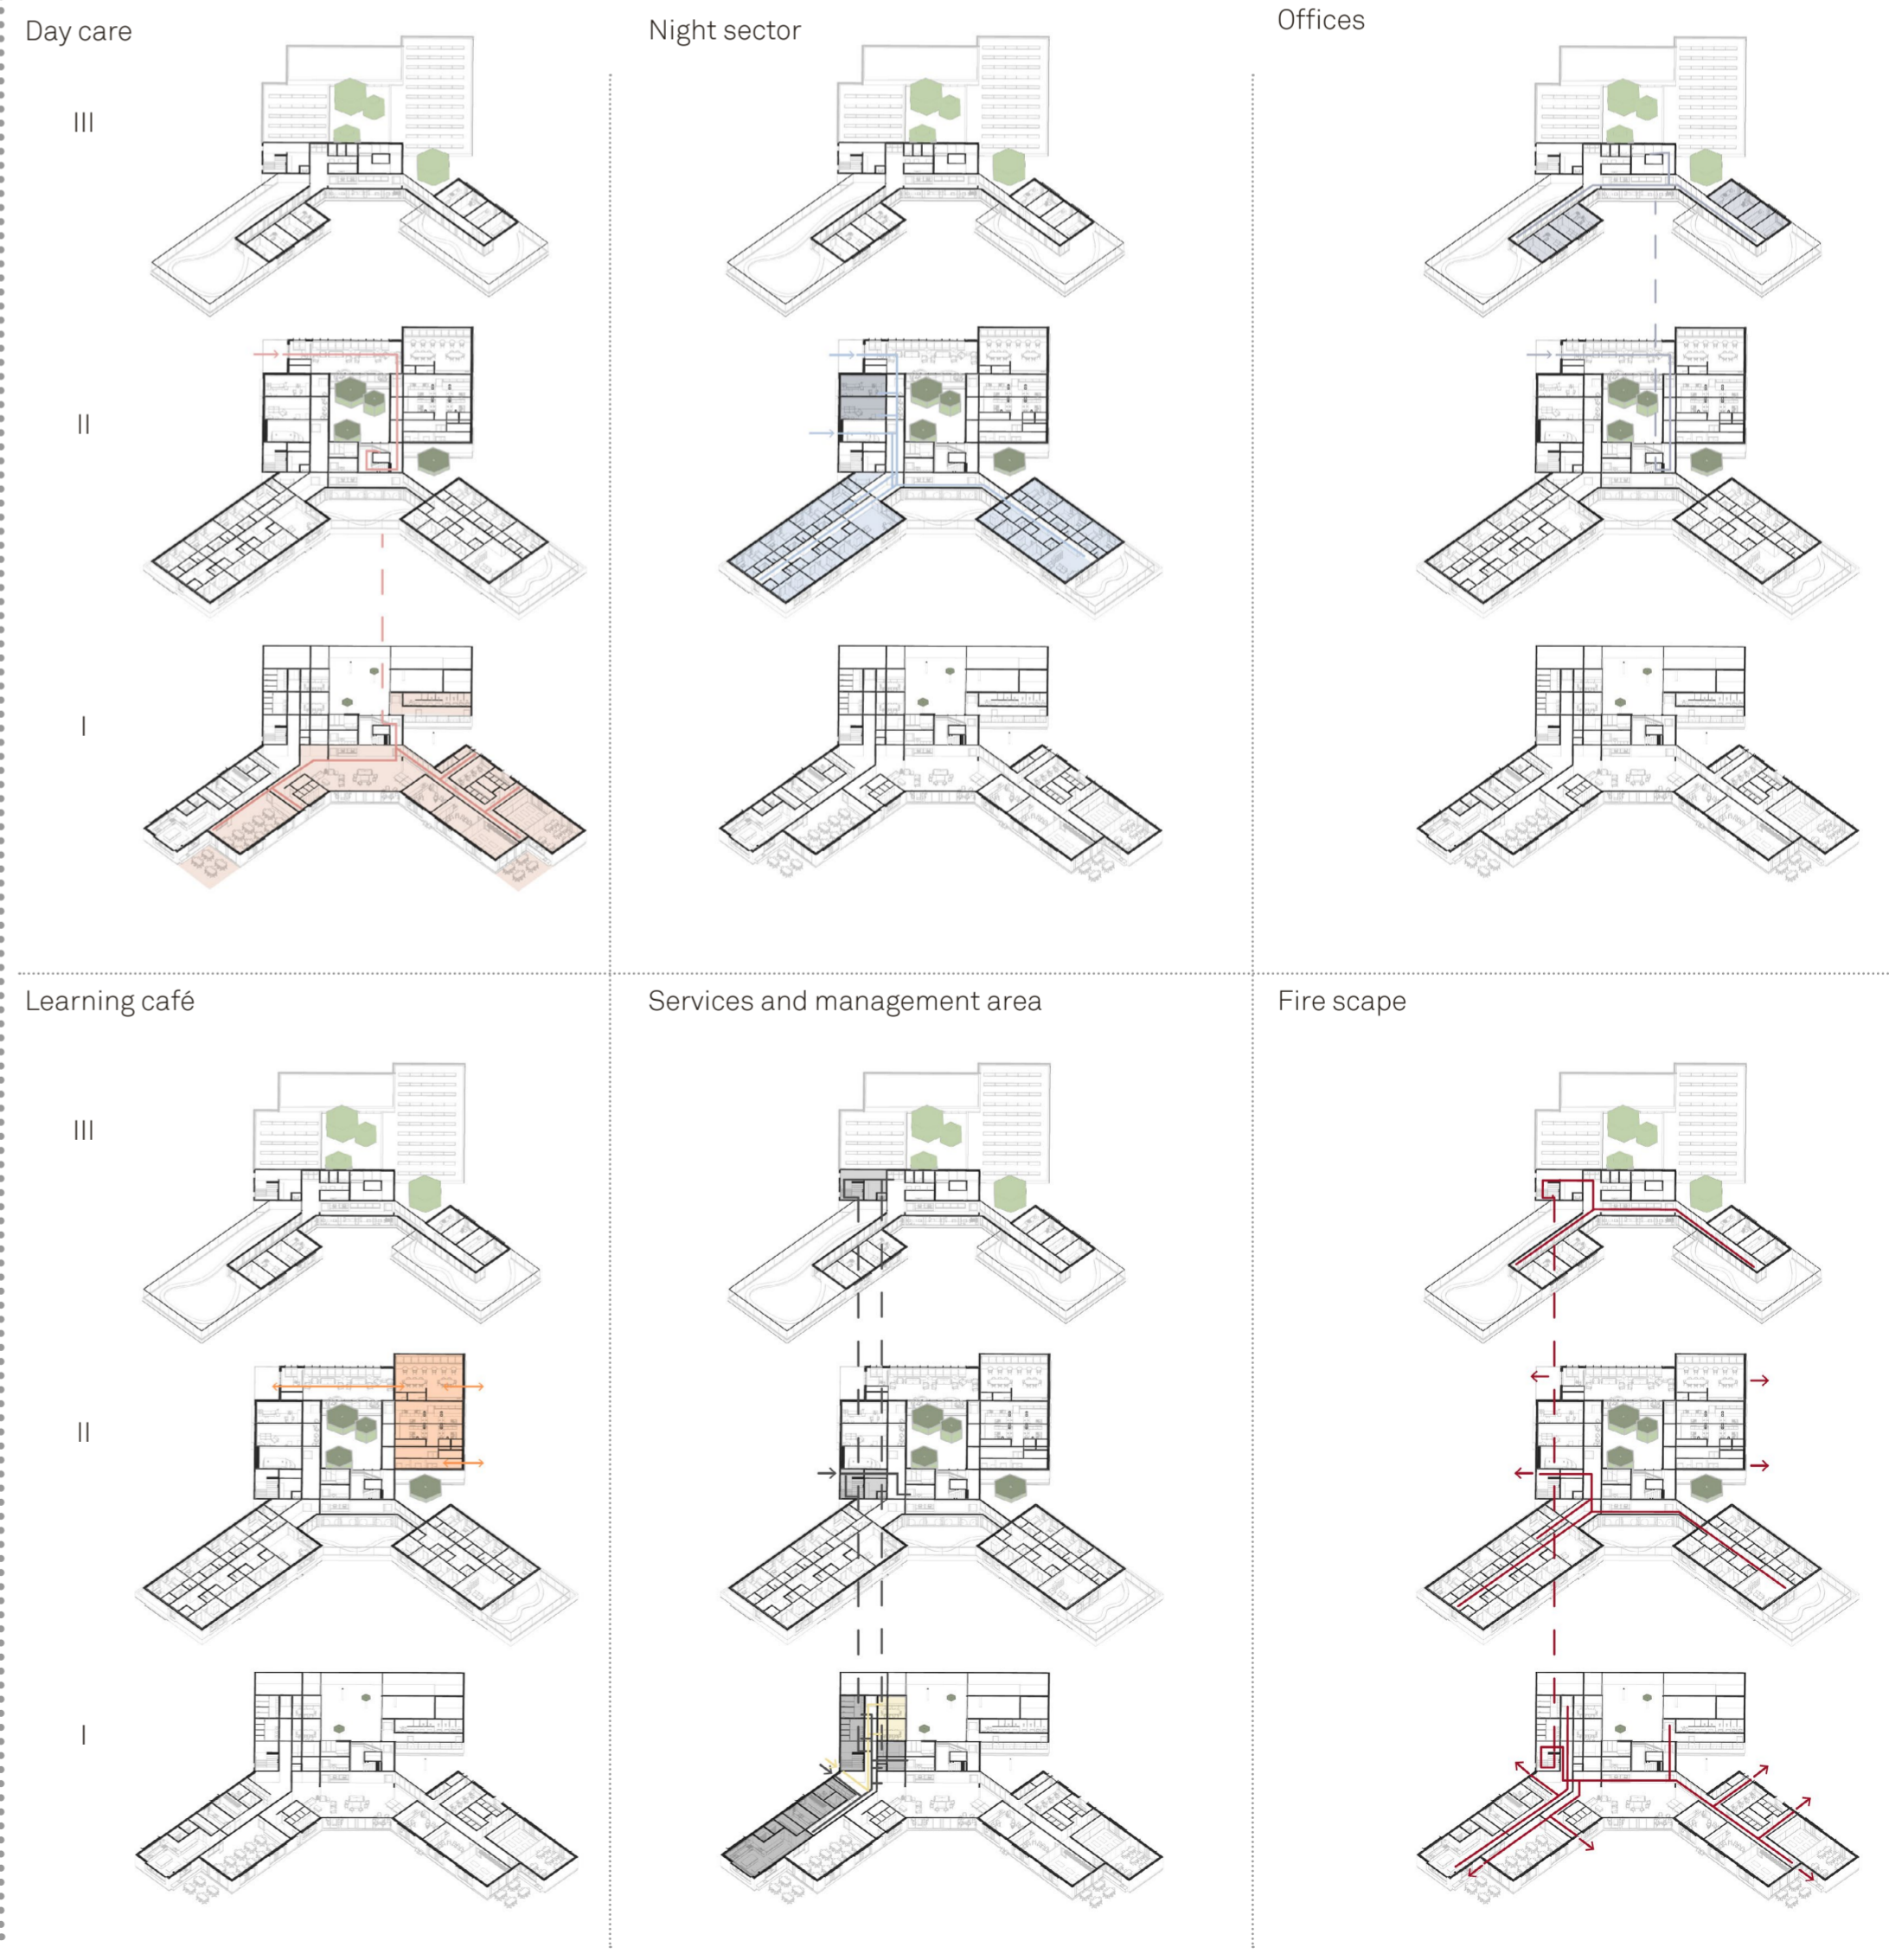 Day care
Night sector
Offices
III
II
I
Learning café
Services and management area
Fire scape
III
II
I